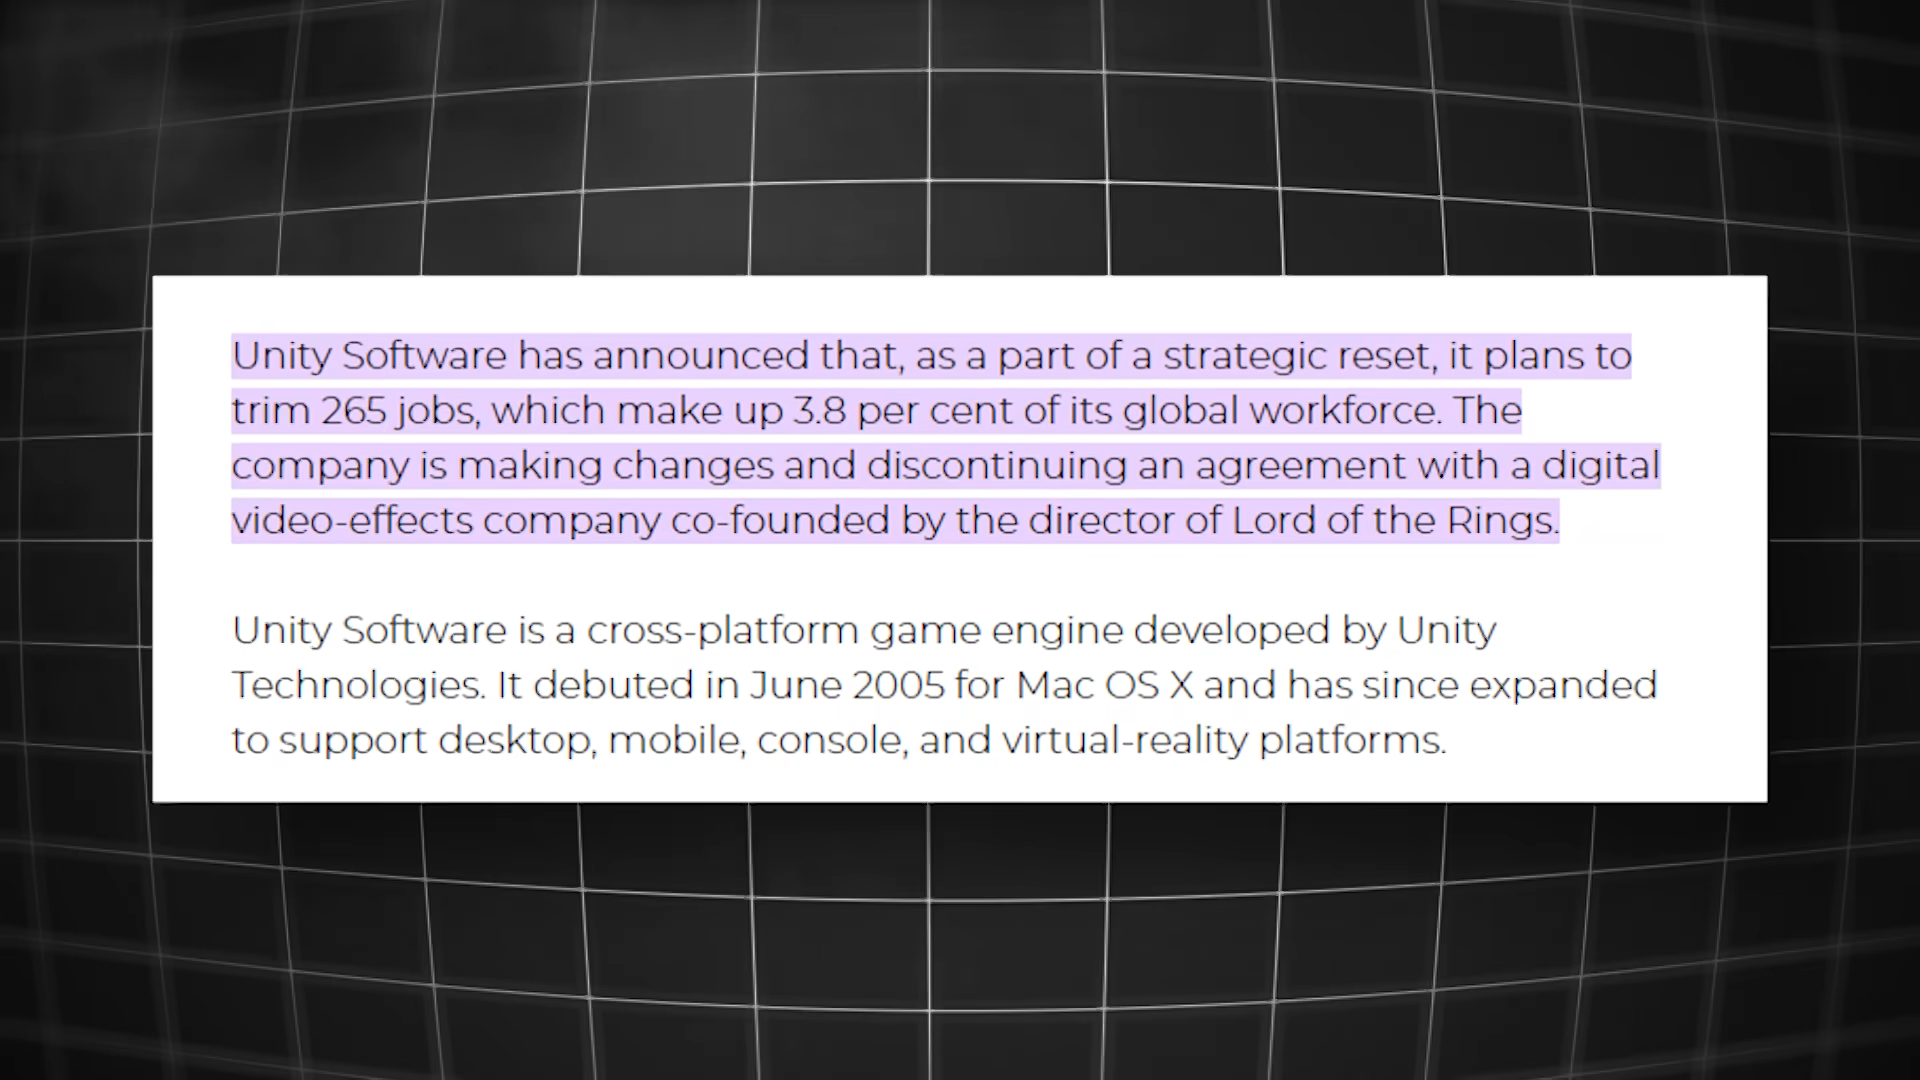 Unity Software has announced that, as a part of a strategic reset, it plans to
trim 265 jobs, which make up 3.8 per cent of its global workforce. The
company is making changes and discontinuing an agreement with a digital
video-effects company co-founded by the director of Lord of the Rings.
Unity Software is a cross-platform game engine developed by Unity
Technologies. It debuted in June 2005 for Mac OS X and has since expanded
to support desktop, mobile, console, and virtual-reality platforms.